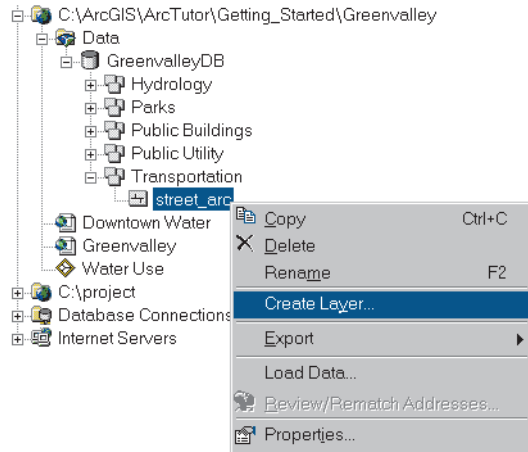 C:\ArcGIS\ArcTutor\Getting_Started\Greenvalley
Data
GreenvalleyDB
Hydrology
Parks
Public Buildings
Public Utility
Transportation
street_arc
Downtown Water
Greenvalley
Water Use
C:\project
Database Connections
Internet Servers
Copy Ctrl+C
Delete
Rename F2
Create Layer...
Export
Load Data...
Review/Rematch Addresses...
Properties...